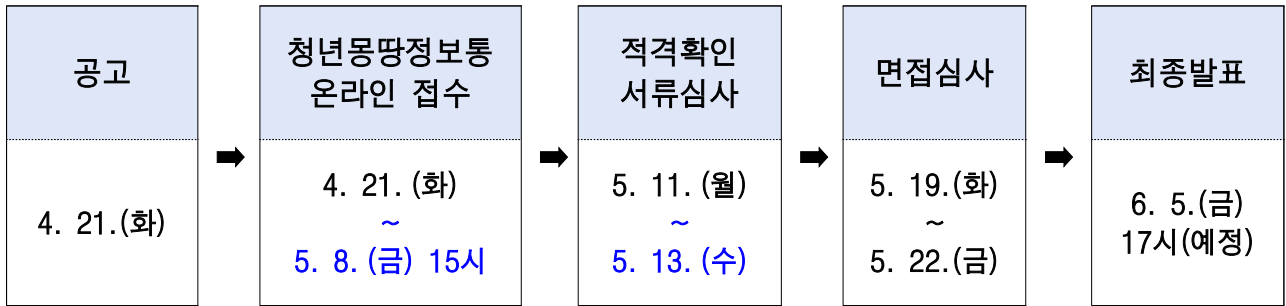 공고
4. 21.(화)
청년몽땅정보통
온라인 접수
4. 21. (화)
~
5. 8. (금) 15시
적격확인
서류심사
5. 11. (월)
~
5. 13. (수)
면접심사
5. 19.(화)
~
5. 22.(금)
최종발표
6. 5.(금)
17시(예정)